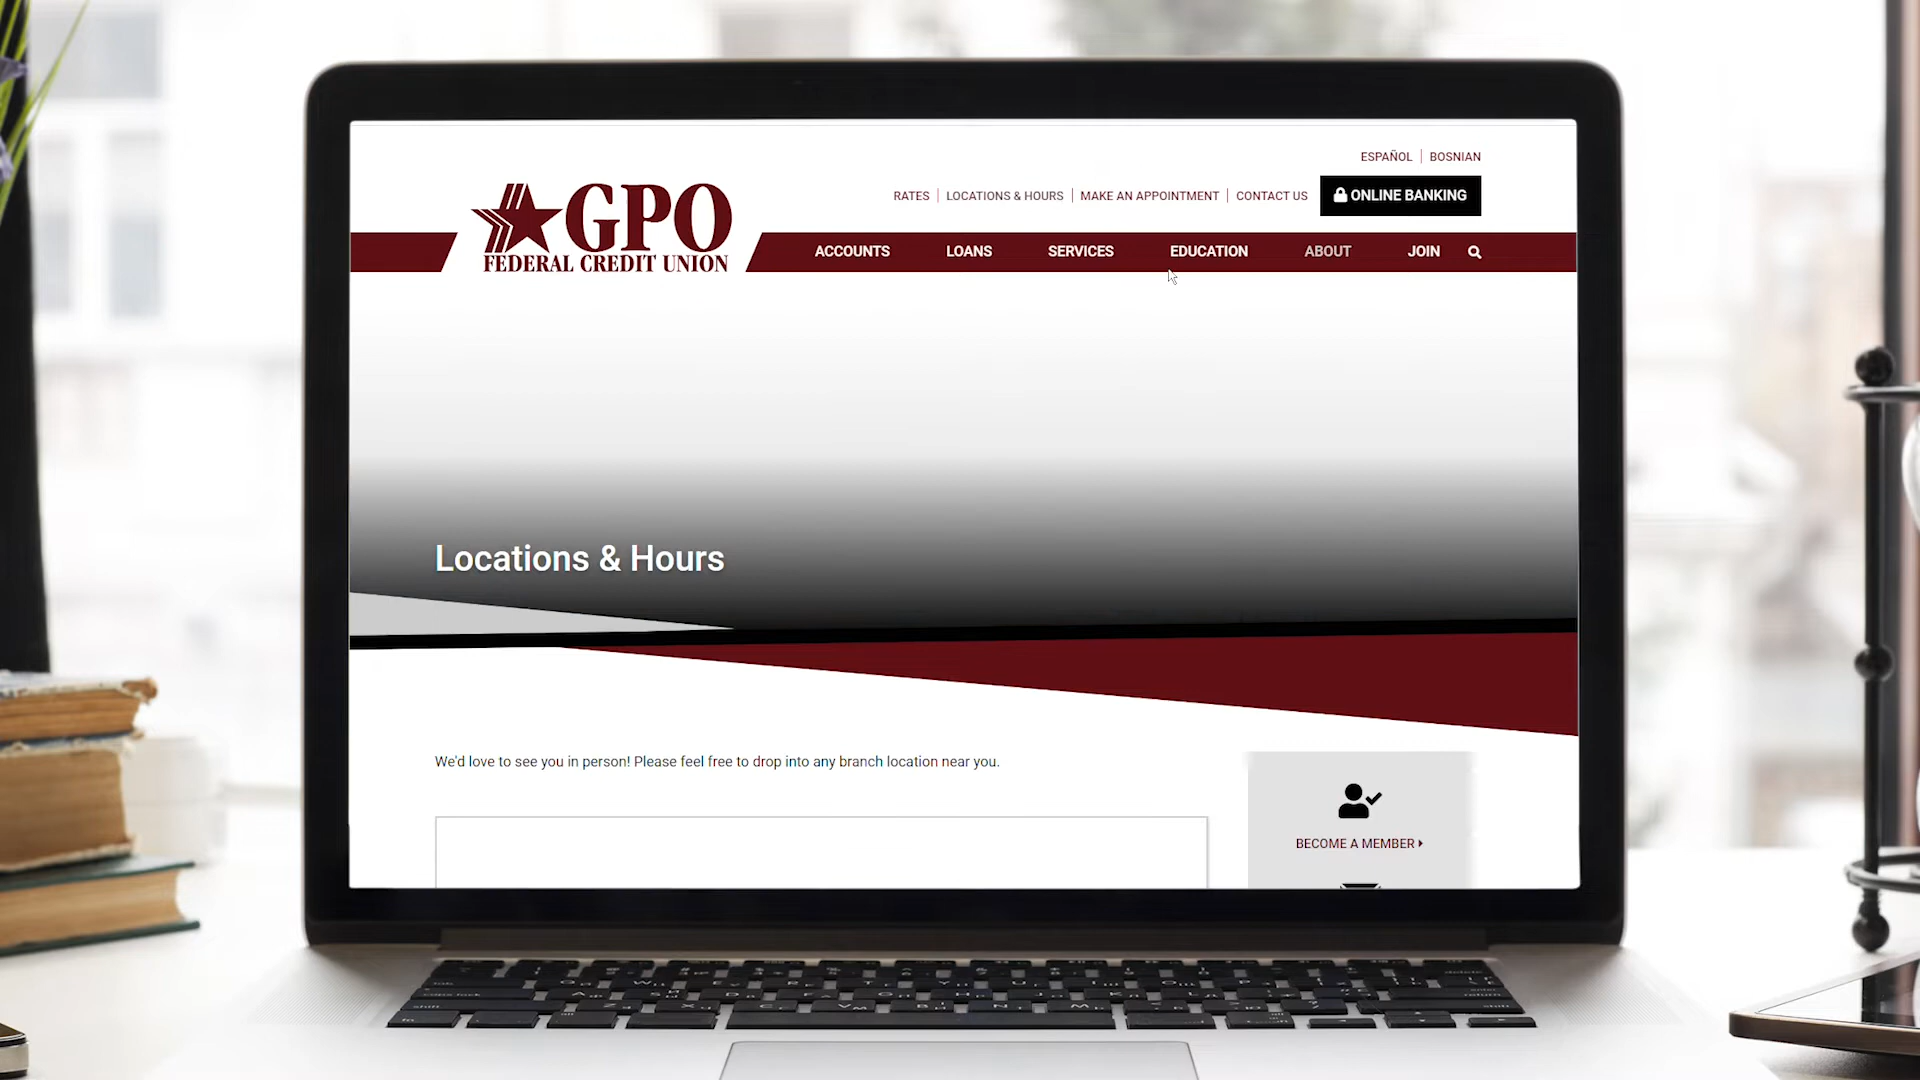 ESPAÑOL | BOSNIAN
RATES | LOCATIONS & HOURS | MAKE AN APPOINTMENT | CONTACT US
ONLINE BANKING
GPO
FEDERAL CREDIT UNION
ACCOUNTS LOANS SERVICES EDUCATION ABOUT JOIN
Locations & Hours
We'd love to see you in person! Please feel free to drop into any branch location near you.
BECOME A MEMBER